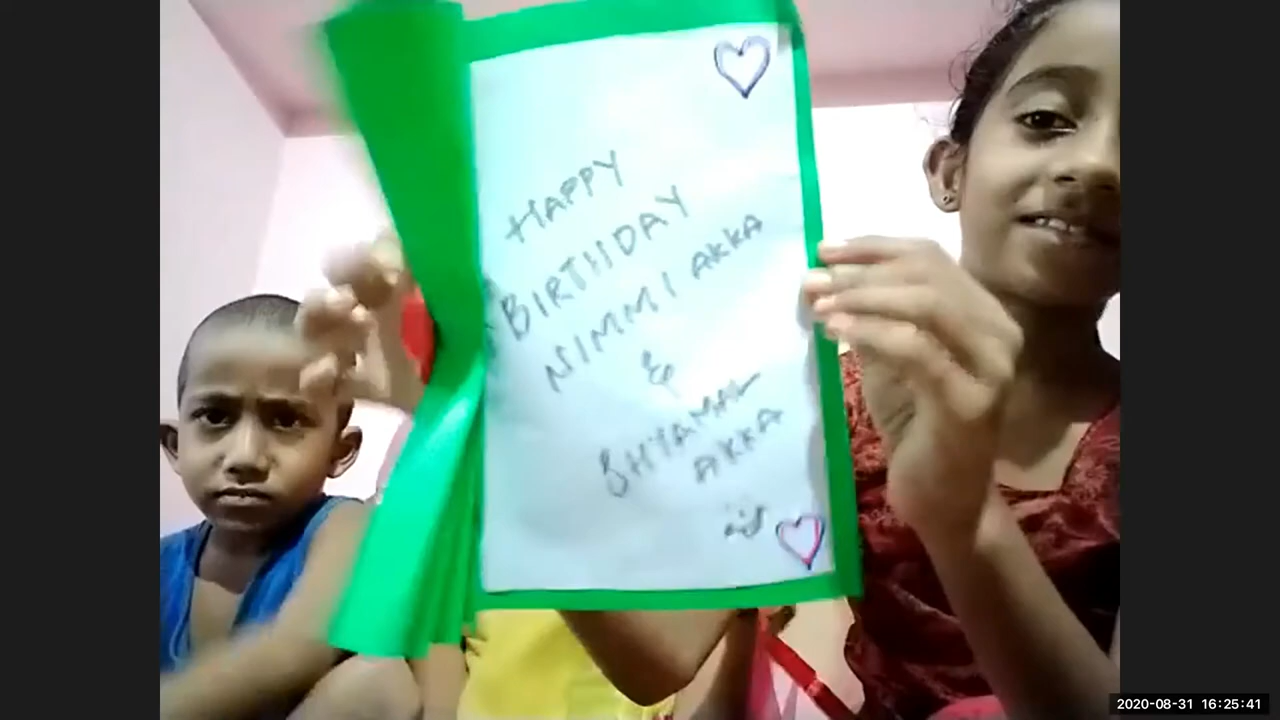 HAPPY
BIRTHDAY
NIMMI AKKA
&
SHYAMAL
AKKA
2020-08-31 16:25:41